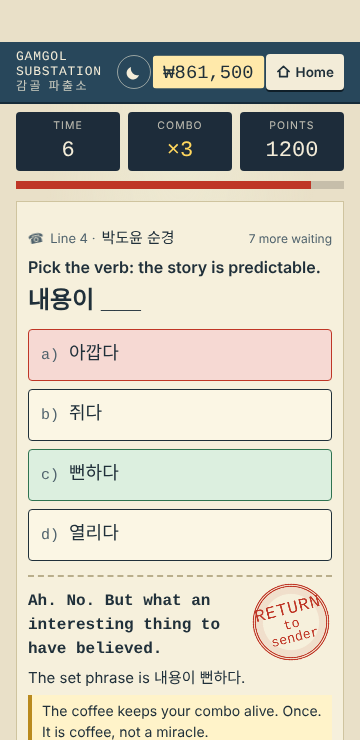 GAMGOL
SUBSTATION
감골 파출소
₩861,500
Home
TIME
6
COMBO
×3
POINTS
1200
☎ Line 4 · 박도윤 순경
7 more waiting
Pick the verb: the story is predictable.
내용이 ____
a) 아깝다
b) 쥐다
c) 뻔하다
d) 열리다
Ah. No. But what an
interesting thing to
have believed.
RETURN
to
sender
The set phrase is 내용이 뻔하다.
The coffee keeps your combo alive. Once.
It is coffee, not a miracle.